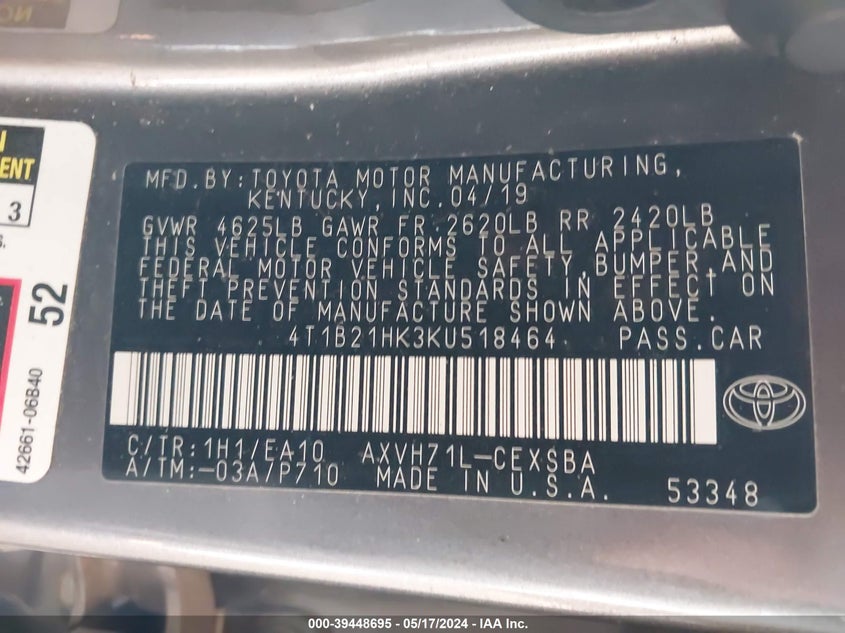 ENT
3
S.
52
42661-06B40
MFD.BY:TOYOTA MOTOR MANUFACTURING,
KENTUCKY,INC.04/19
GVWR 4625LB GAWR FR 2620LB RR 2420LB
THIS VEHICLE CONFORMS TO ALL APPLICABLE
FEDERAL MOTOR VEHICLE SAFETY,BUMPER,AND
THEFT PREVENTION STANDARDS IN EFFECT ON
THE DATE OF MANUFACTURE SHOWN ABOVE.
4T1B21HK3KU518464 PASS.CAR
C/TR:1H1/EA10 AXVH71L-CEXSBA
A/TM:-03A/P710 MADE IN U.S.A. 53348
000-39448695 - 05/17/2024 - IAA Inc.